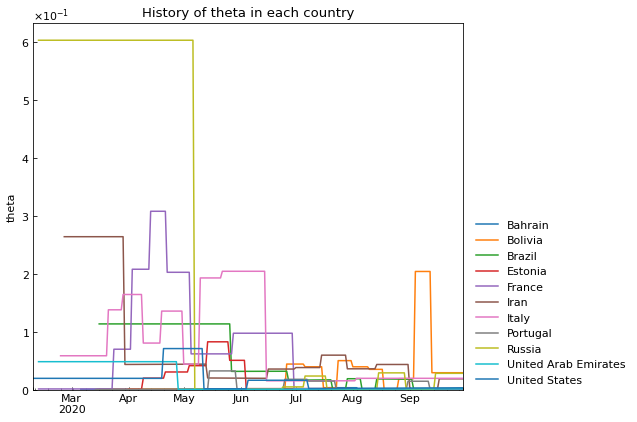 History of theta in each country
×10⁻¹
6
5
4
3
2
1
0
theta
Mar
2020
Apr
May
Jun
Jul
Aug
Sep
Bahrain
Bolivia
Brazil
Estonia
France
Iran
Italy
Portugal
Russia
United Arab Emirates
United States